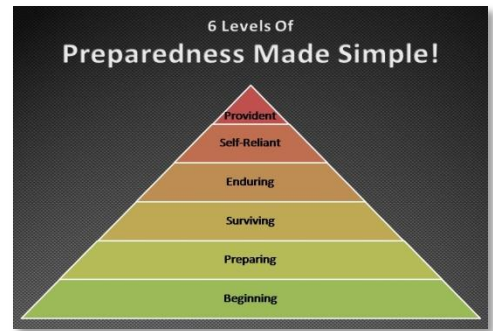 6 Levels Of
Preparedness Made Simple!
Provident
Self-Reliant
Enduring
Surviving
Preparing
Beginning